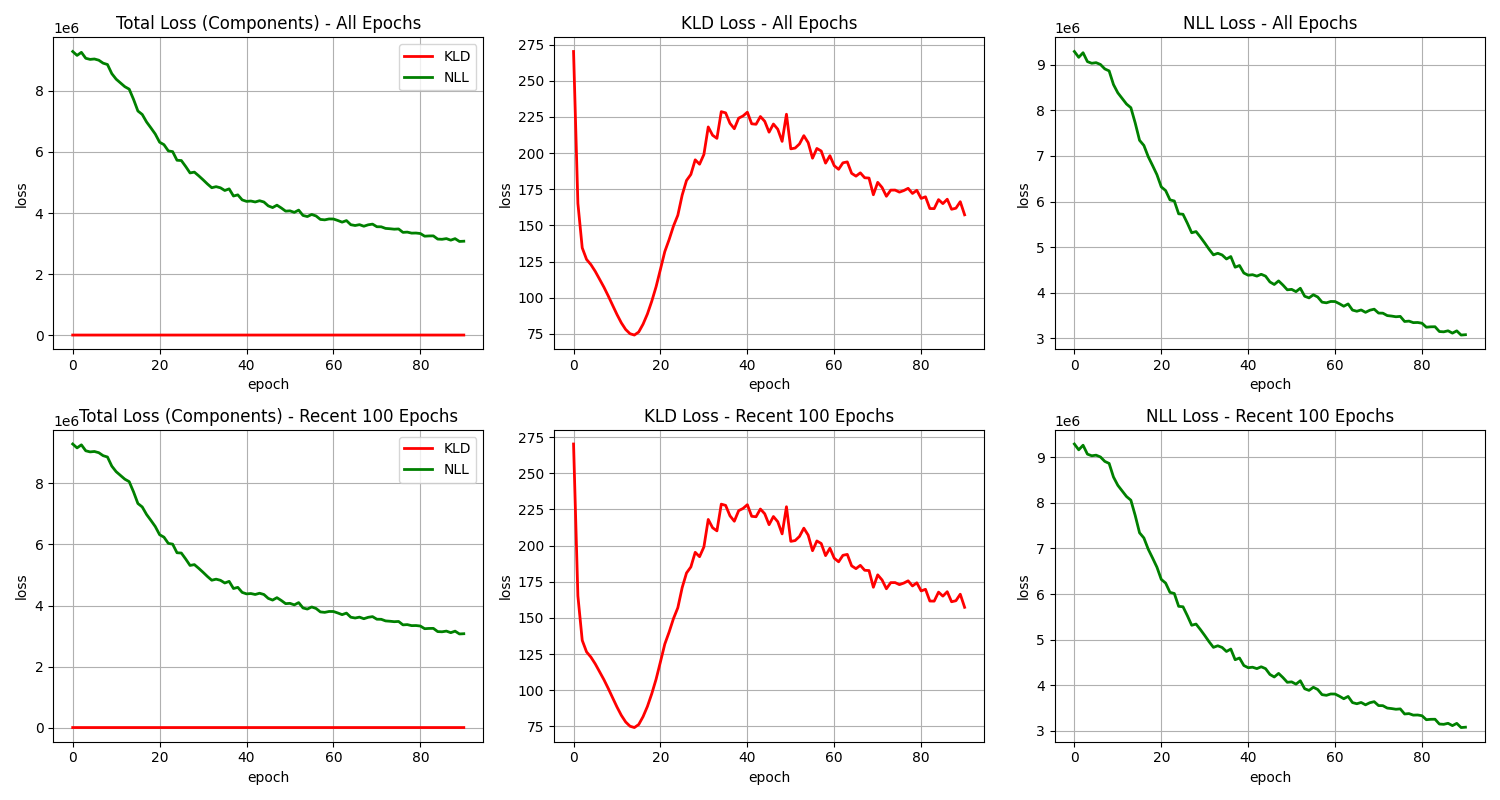 Total Loss (Components) - All Epochs
1e6
KLD
NLL
loss
8
6
4
2
0
0 20 40 60 80
epoch
KLD Loss - All Epochs
loss
275
250
225
200
175
150
125
100
75
0 20 40 60 80
epoch
NLL Loss - All Epochs
1e6
loss
9
8
7
6
5
4
3
0 20 40 60 80
epoch
Total Loss (Components) - Recent 100 Epochs
1e6
KLD
NLL
loss
8
6
4
2
0
0 20 40 60 80
epoch
KLD Loss - Recent 100 Epochs
loss
275
250
225
200
175
150
125
100
75
0 20 40 60 80
epoch
NLL Loss - Recent 100 Epochs
1e6
loss
9
8
7
6
5
4
3
0 20 40 60 80
epoch